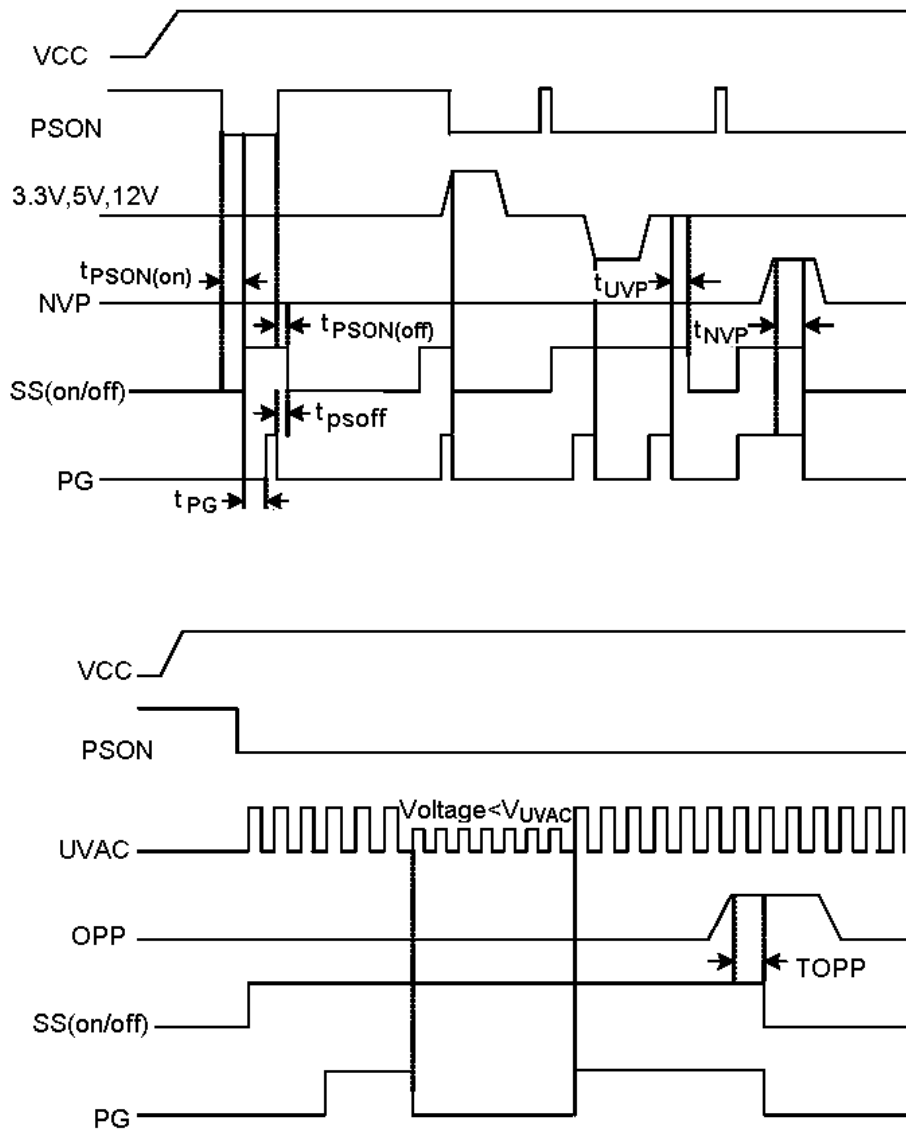 VCC
PSON
3.3V,5V,12V
tPSON(on)
tUVP
NVP
tPSON(off)
tNVP
SS(on/off)
tpsoff
PG
tPG
VCC
PSON
Voltage<VUVAC
UVAC
OPP
TOPP
SS(on/off)
PG